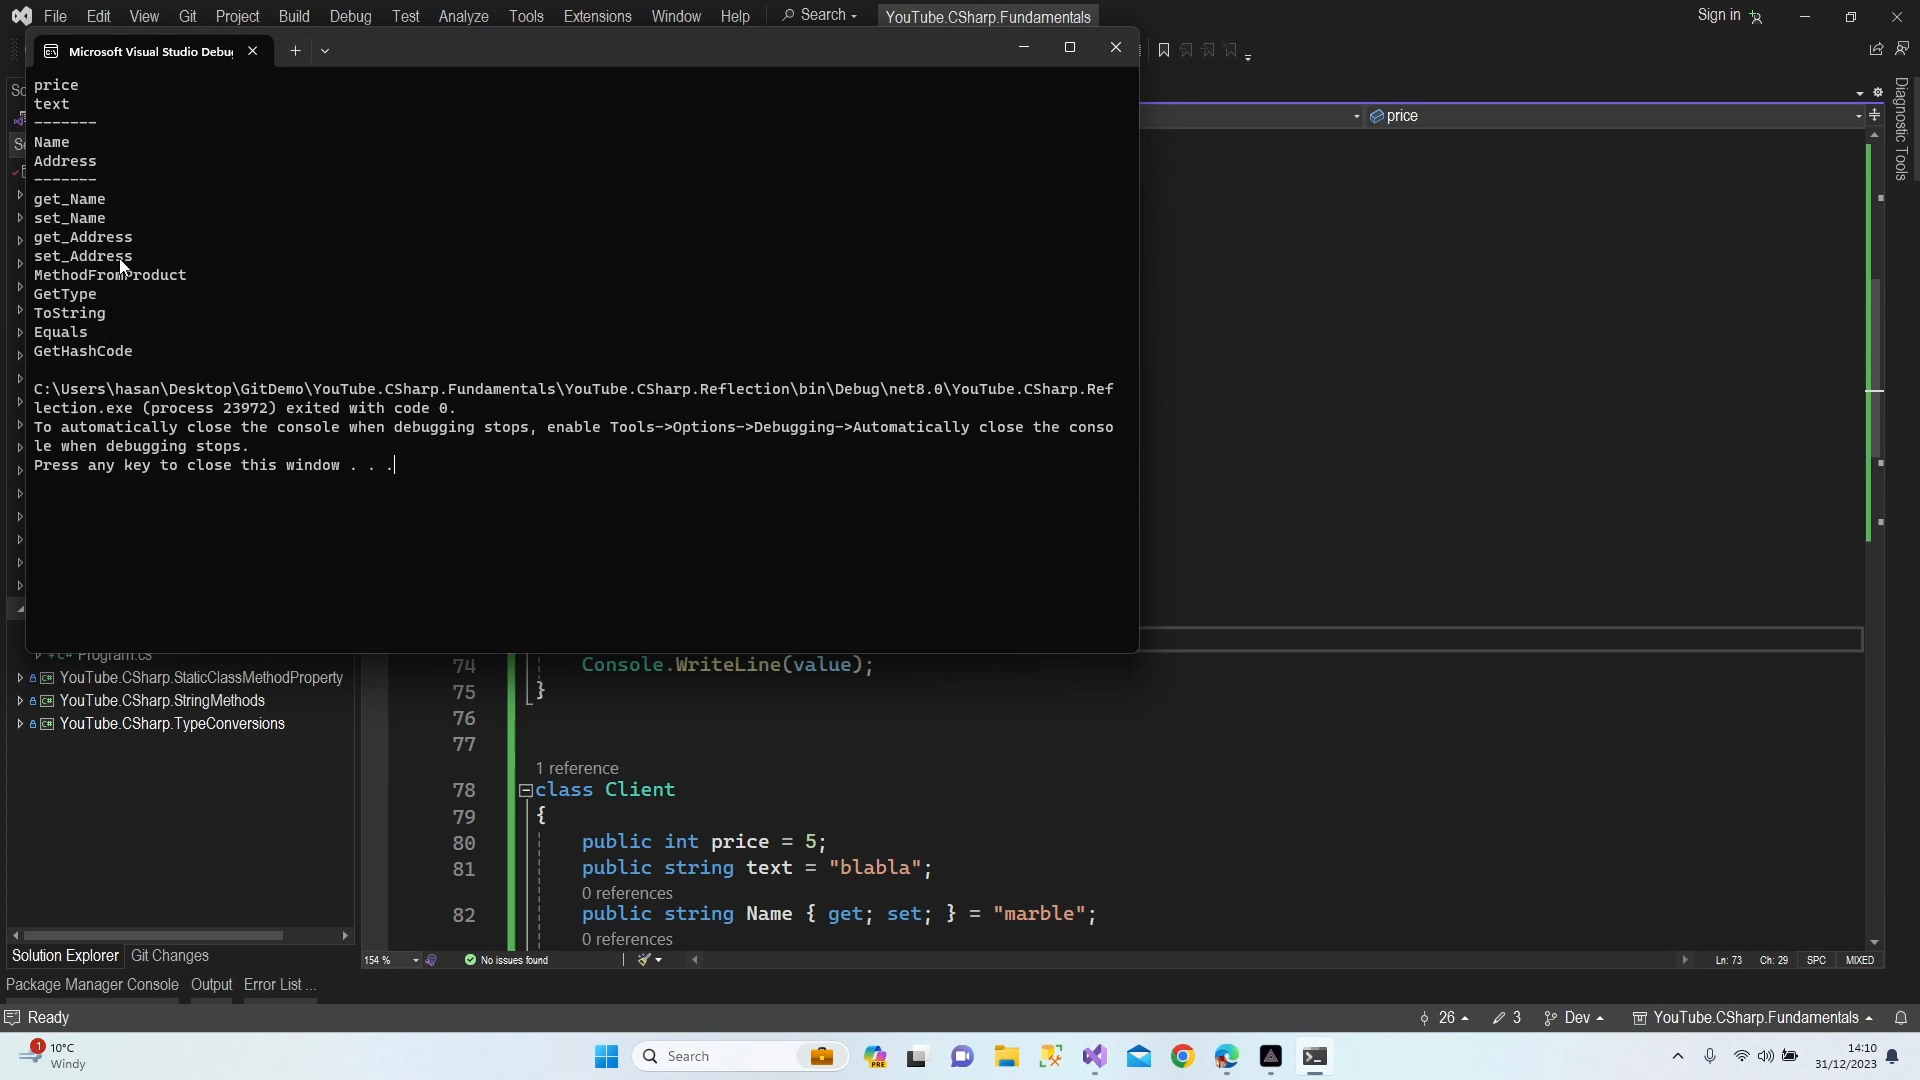 File Edit View Git Project Build Debug Test Analyze Tools Extensions Window Help Search YouTube.CSharp.Fundamentals Sign in
Microsoft Visual Studio Debu
price
text
-------
Name
Address
-------
get_Name
set_Name
get_Address
set_Address
MethodFromProduct
GetType
ToString
Equals
GetHashCode
C:\Users\hasan\Desktop\GitDemo\YouTube.CSharp.Fundamentals\YouTube.CSharp.Reflection\bin\Debug\net8.0\YouTube.CSharp.Ref
lection.exe (process 23972) exited with code 0.
To automatically close the console when debugging stops, enable Tools->Options->Debugging->Automatically close the conso
le when debugging stops.
Press any key to close this window . . .
price
Diagnostic Tools
Program.cs
YouTube.CSharp.StaticClassMethodProperty
YouTube.CSharp.StringMethods
YouTube.CSharp.TypeConversions
74 Console.WriteLine(value);
75 }
76
77
1 reference
78 class Client
79 {
80 public int price = 5;
81 public string text = "blabla";
0 references
82 public string Name { get; set; } = "marble";
0 references
Solution Explorer Git Changes
154 % No issues found Ln: 73 Ch: 29 SPC MIXED
Package Manager Console Output Error List ...
Ready 26 3 Dev YouTube.CSharp.Fundamentals
1 10°C
Windy
Search
PRE
14:10
31/12/2023